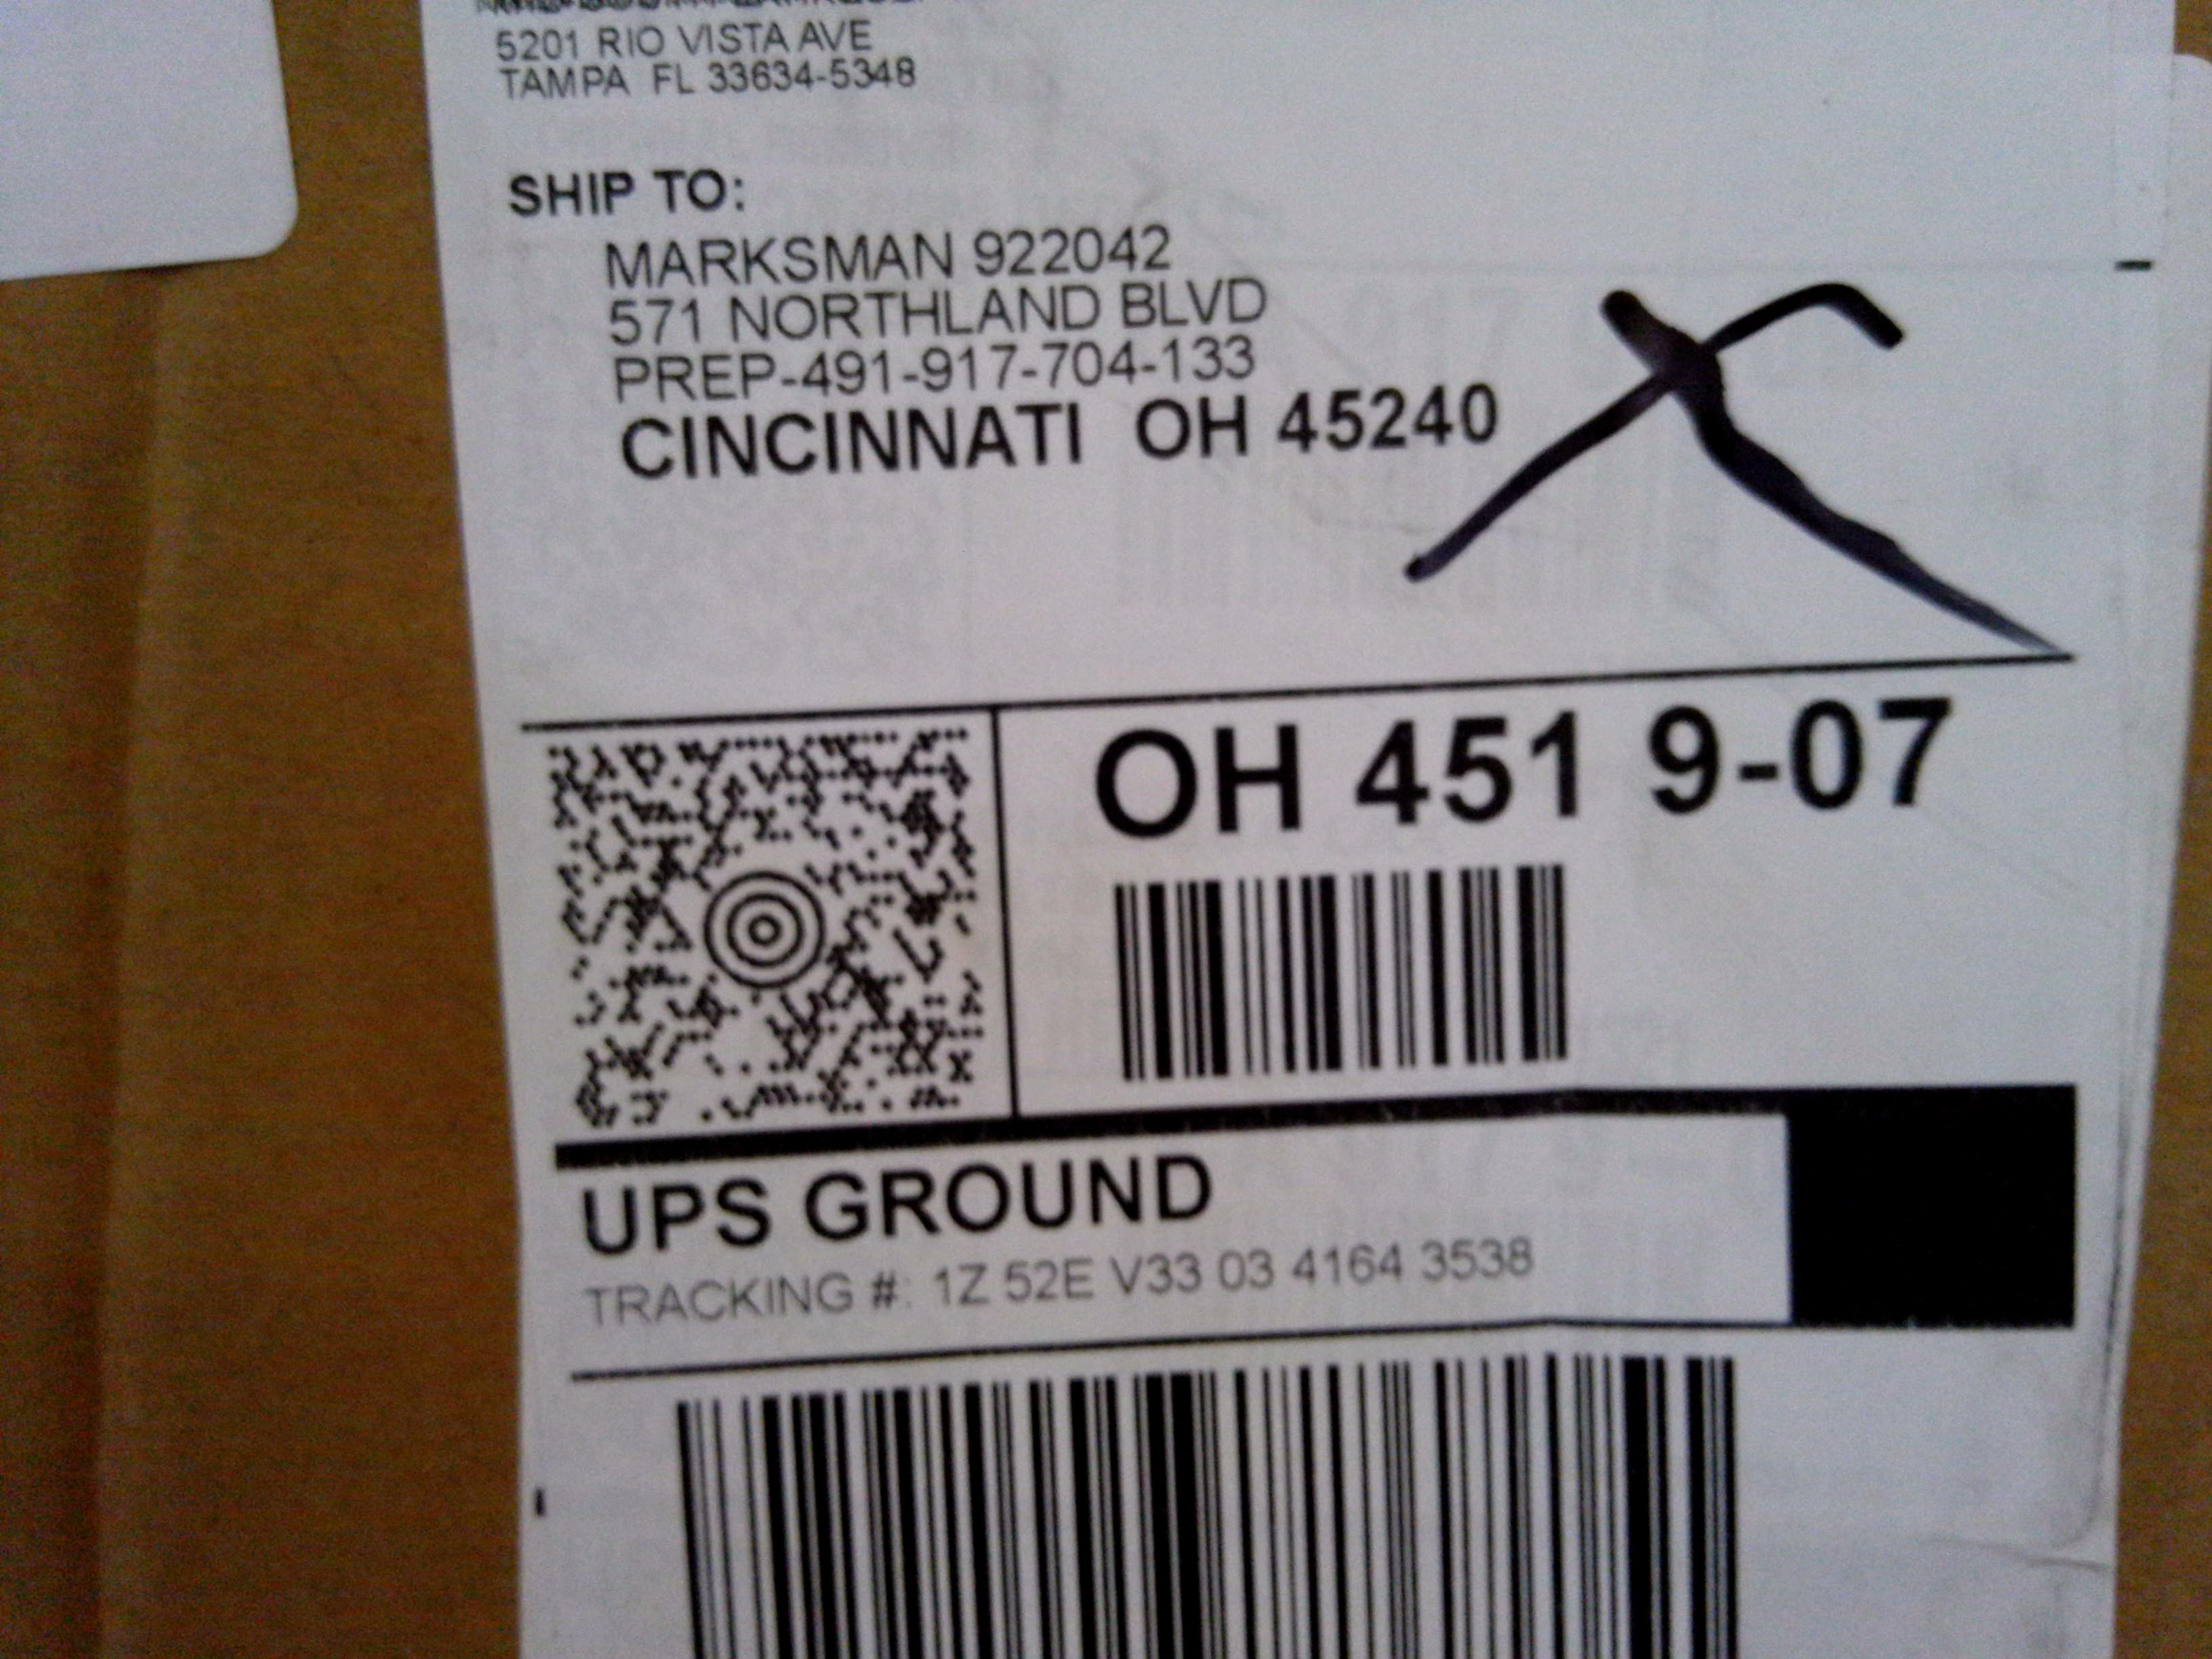 5201 RIO VISTA AVE
TAMPA FL 33634-5348
SHIP TO:
MARKSMAN 922042
571 NORTHLAND BLVD
PREP-491-917-704-133
CINCINNATI OH 45240
X
OH 451 9-07
UPS GROUND
TRACKING #: 1Z 52E V33 03 4164 3538